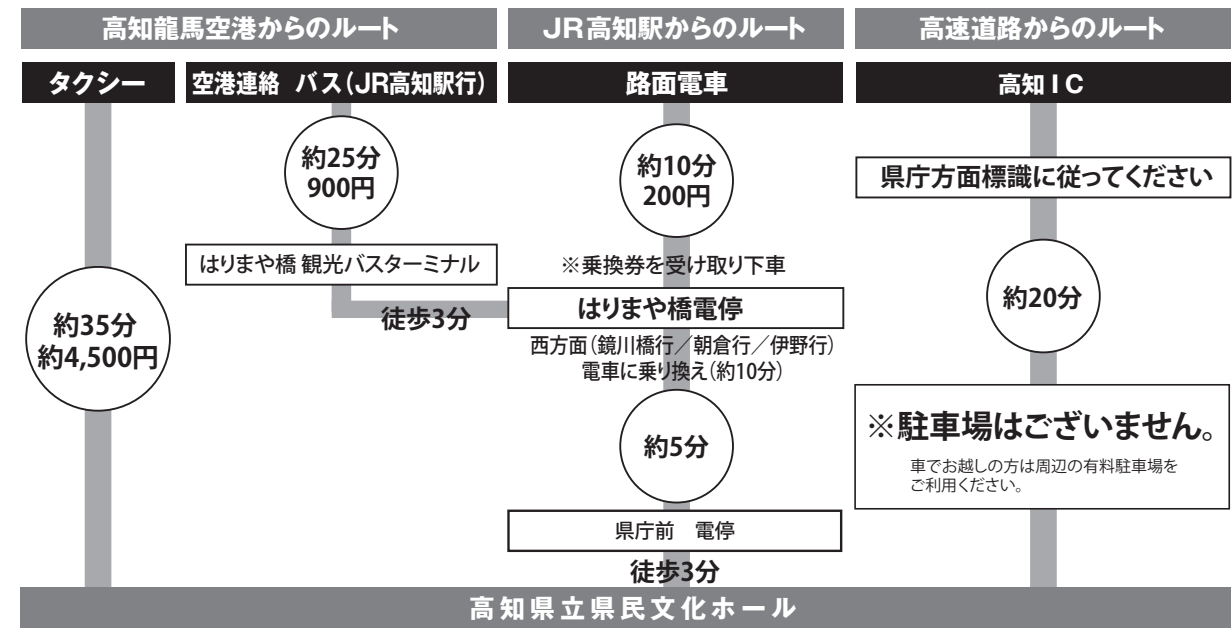 高知龍馬空港からのルート
タクシー
約35分
約4,500円
空港連絡 バス(JR高知駅行)
約25分
900円
はりまや橋 観光バスターミナル
徒歩3分
JR高知駅からのルート
路面電車
約10分
200円
※乗換券を受け取り下車
はりまや橋電停
西方面(鏡川橋行／朝倉行／伊野行)
電車に乗り換え(約10分)
約5分
県庁前　電停
徒歩3分
高速道路からのルート
高知IC
県庁方面標識に従ってください
約20分
※駐車場はございません。
車でお越しの方は周辺の有料駐車場を
ご利用ください。
高知県立県民文化ホール